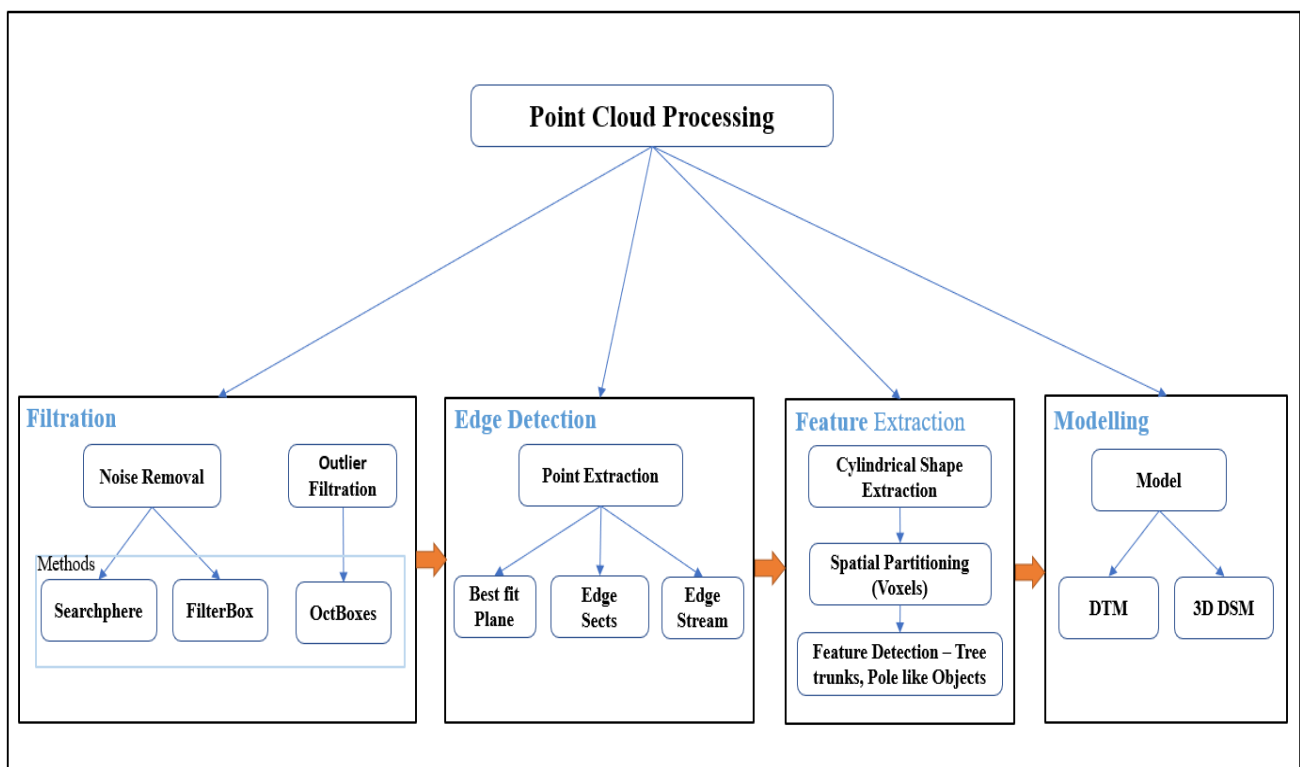 Point Cloud Processing
Filtration
Noise Removal
Outlier
Filtration
Methods
Searchphere
FilterBox
OctBoxes
Edge Detection
Point Extraction
Best fit
Plane
Edge
Sects
Edge
Stream
Feature Extraction
Cylindrical Shape
Extraction
Spatial Partitioning
(Voxels)
Feature Detection – Tree
trunks, Pole like Objects
Modelling
Model
DTM
3D DSM